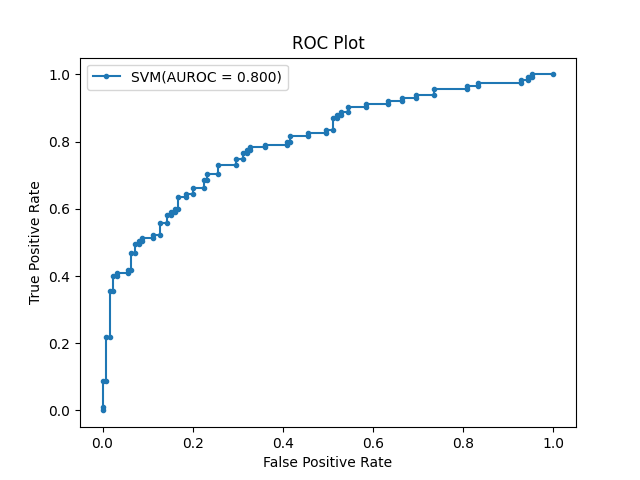 ROC Plot
SVM(AUROC = 0.800)
True Positive Rate
1.0
0.8
0.6
0.4
0.2
0.0
0.0 0.2 0.4 0.6 0.8 1.0
False Positive Rate